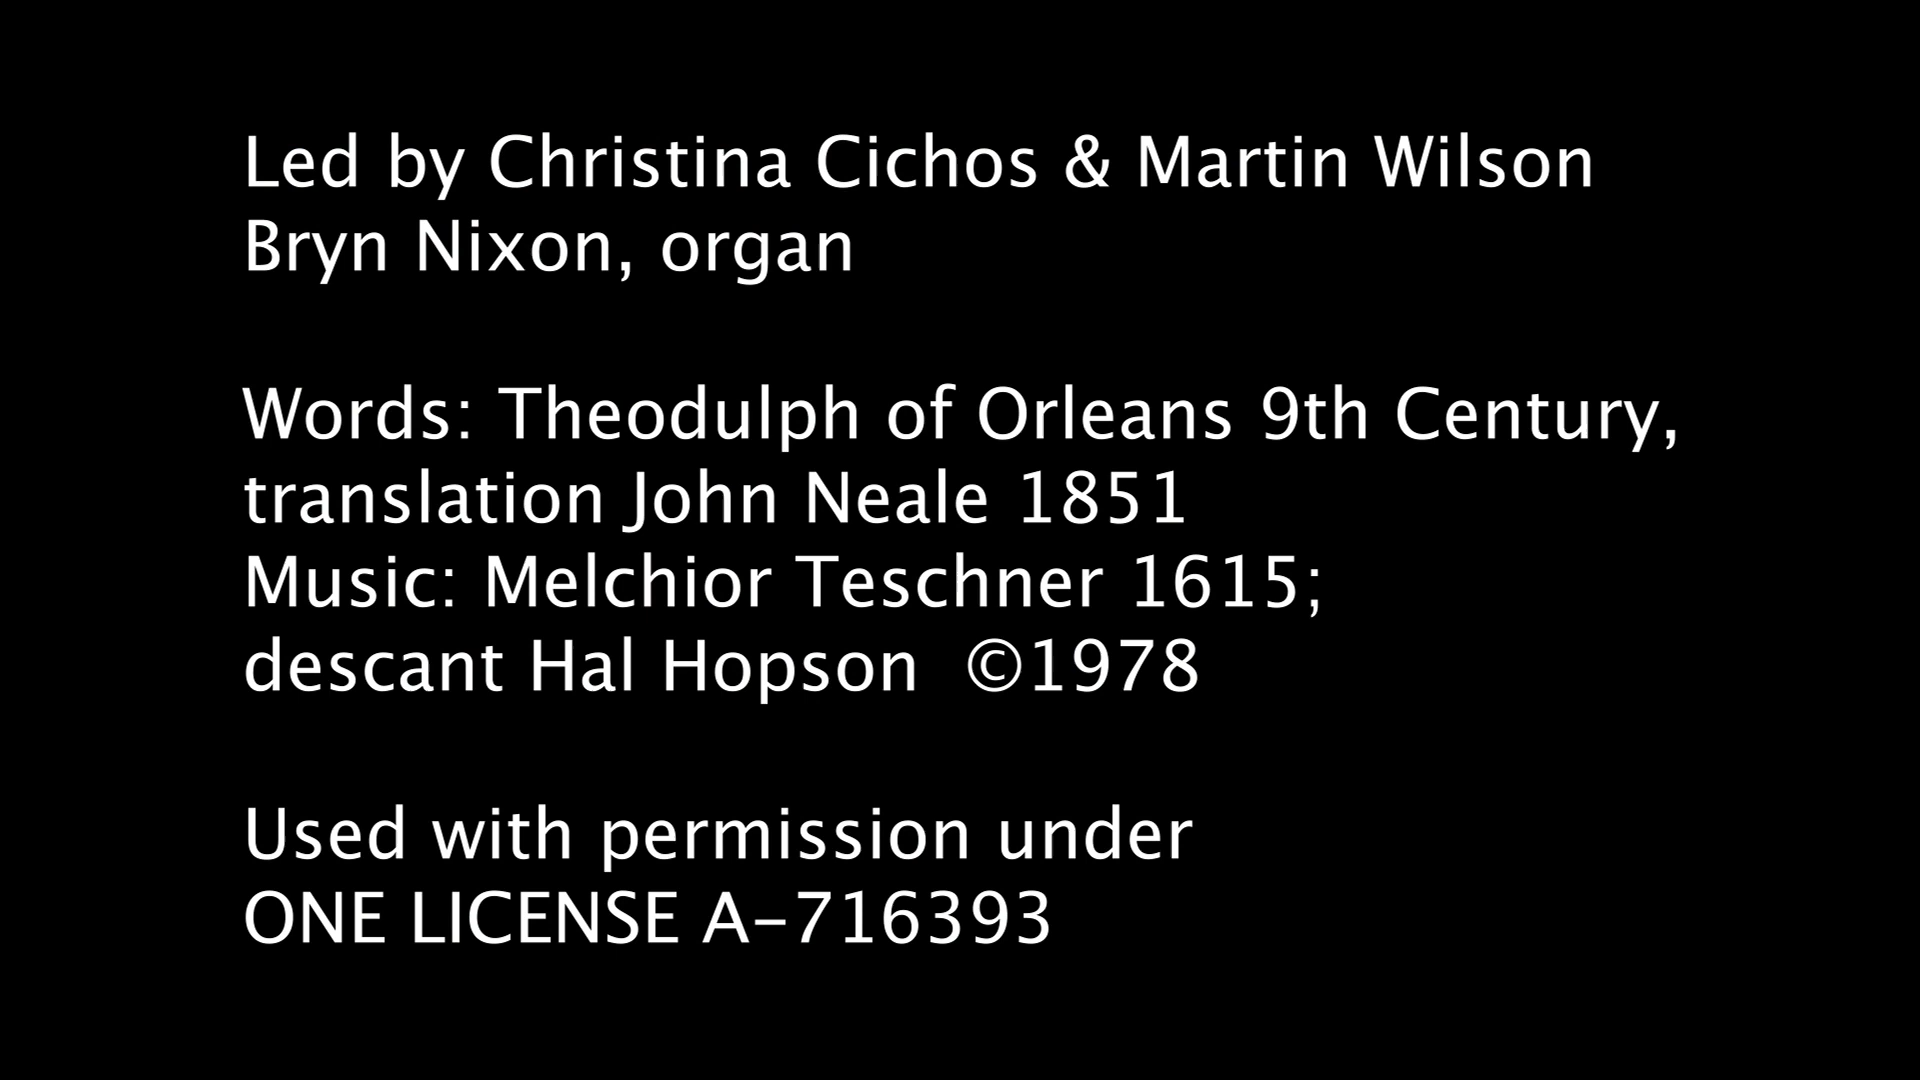 Led by Christina Cichos & Martin Wilson
Bryn Nixon, organ
Words: Theodulph of Orleans 9th Century,
translation John Neale 1851
Music: Melchior Teschner 1615;
descant Hal Hopson  ©1978
Used with permission under
ONE LICENSE A-716393